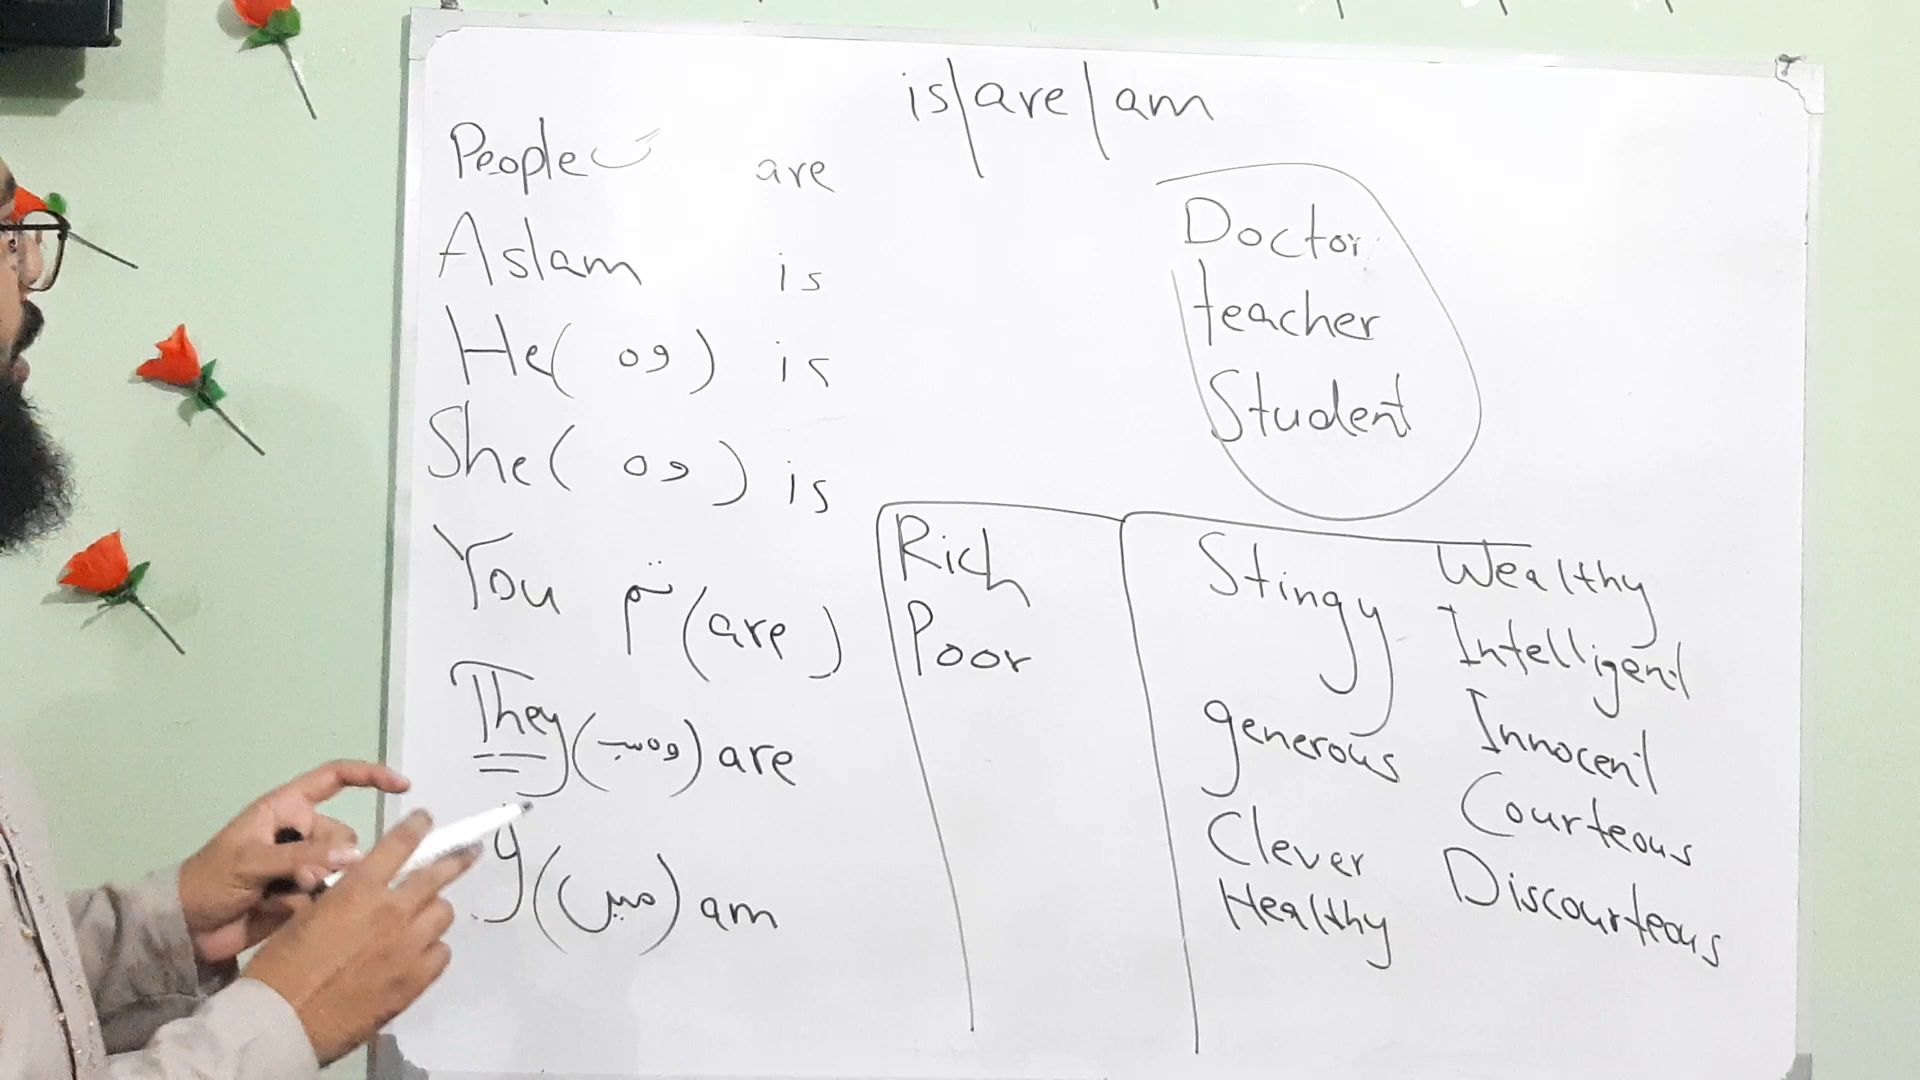 is/are/am
People are
Aslam is
He (وہ) is
She (وہ) is
You تم (are)
They (وہ سب) are
I (میں) am
Doctor
teacher
Student
Rich
Poor
Stingy
generous
Clever
Healthy
Wealthy
Intelligent
Innocent
Courteous
Discourteous